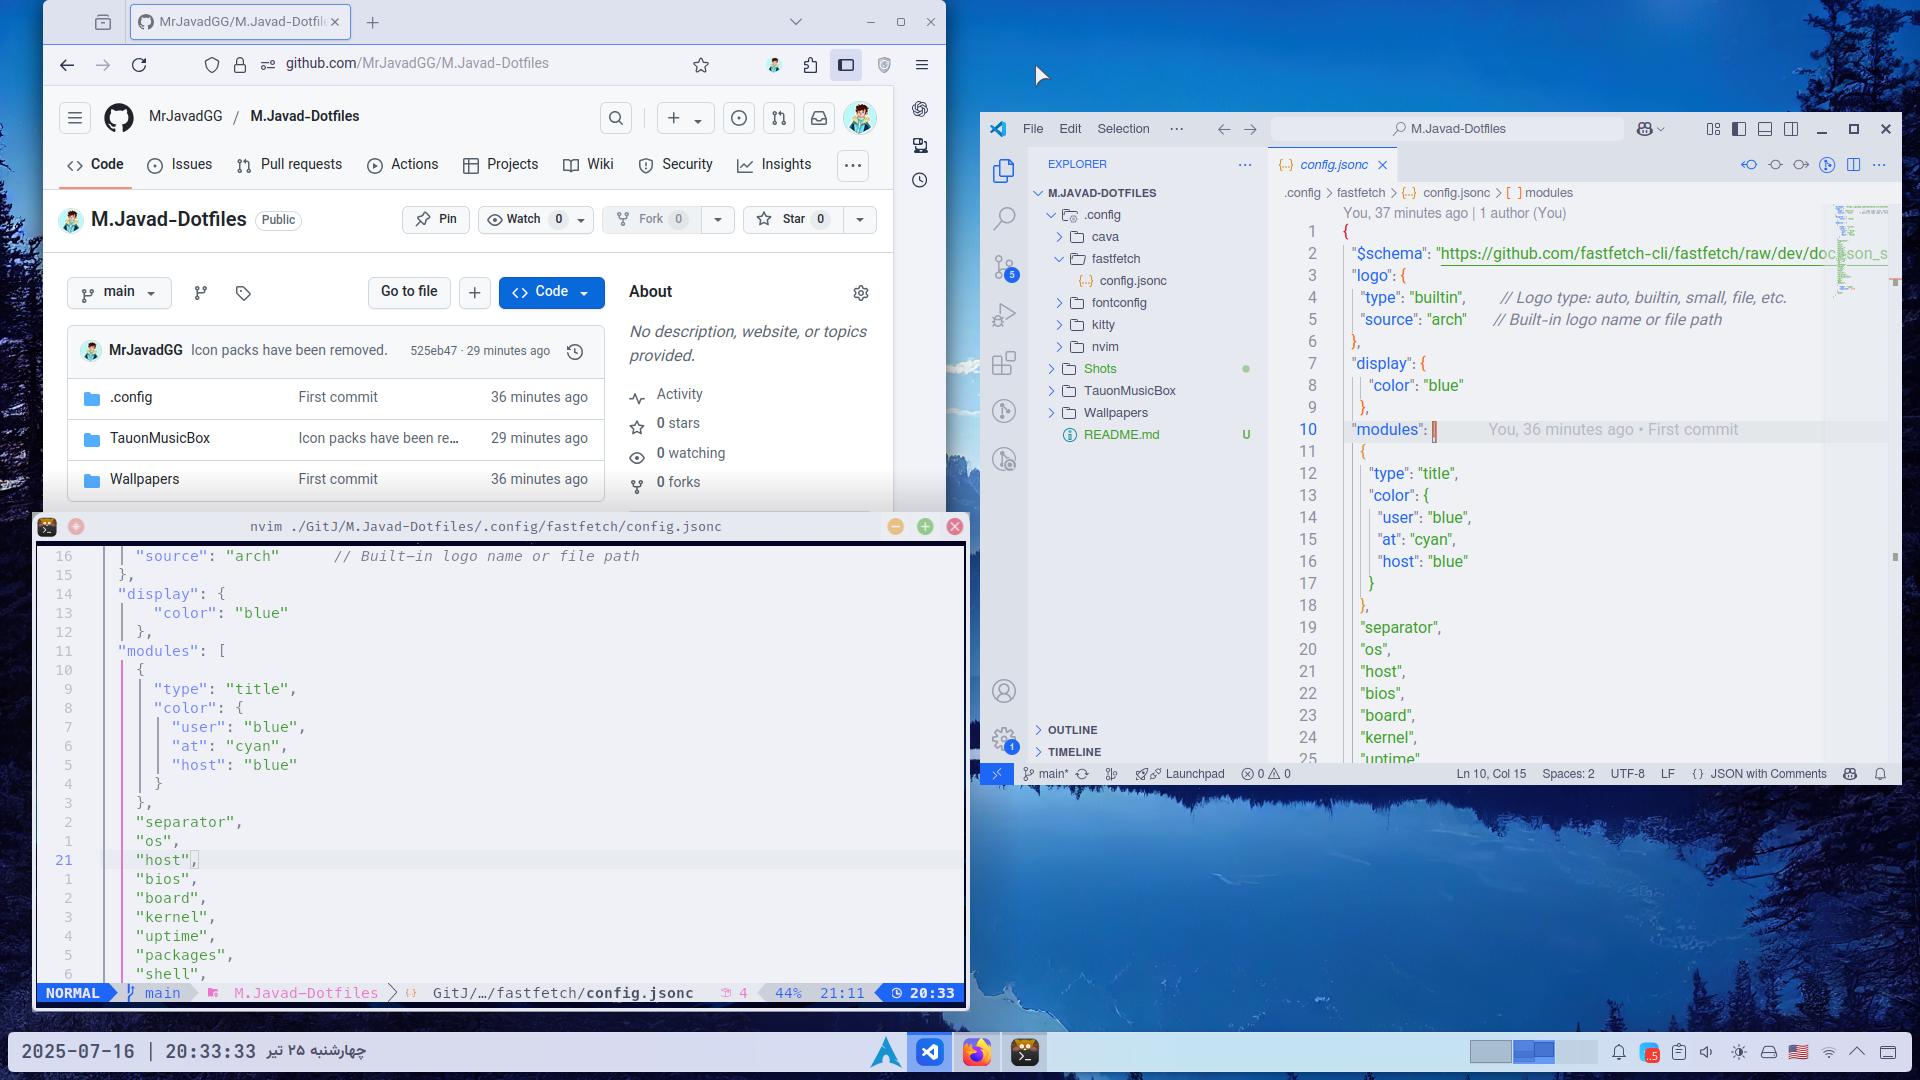 MrJavadGG/M.Javad-Dotfil
github.com/MrJavadGG/M.Javad-Dotfiles
MrJavadGG / M.Javad-Dotfiles
Code
Issues
Pull requests
Actions
Projects
Wiki
Security
Insights
M.Javad-Dotfiles Public
Pin
Watch 0
Fork 0
Star 0
main
Go to file
Code
About
No description, website, or topics
provided.
MrJavadGG Icon packs have been removed. 525eb47 · 29 minutes ago
.config First commit 36 minutes ago
TauonMusicBox Icon packs have been re... 29 minutes ago
Wallpapers First commit 36 minutes ago
Activity
0 stars
0 watching
0 forks
nvim ./GitJ/M.Javad-Dotfiles/.config/fastfetch/config.jsonc
16 "source": "arch" // Built-in logo name or file path
15 },
14 "display": {
13 "color": "blue"
12 },
11 "modules": [
10 {
9 "type": "title",
8 "color": {
7 "user": "blue",
6 "at": "cyan",
5 "host": "blue"
4 }
3 },
2 "separator",
1 "os",
21 "host",
1 "bios",
2 "board",
3 "kernel",
4 "uptime",
5 "packages",
6 "shell",
NORMAL main M.Javad-Dotfiles GitJ/…/fastfetch/config.jsonc 4 44% 21:11 20:33
File Edit Selection ··· M.Javad-Dotfiles
EXPLORER
M.JAVAD-DOTFILES
.config
cava
fastfetch
config.jsonc
fontconfig
kitty
nvim
Shots
TauonMusicBox
Wallpapers
README.md U
OUTLINE
TIMELINE
5
1
config.jsonc
.config > fastfetch > config.jsonc > [ ] modules
You, 37 minutes ago | 1 author (You)
1 {
2 "$schema": "https://github.com/fastfetch-cli/fastfetch/raw/dev/doc/json_s
3 "logo": {
4 "type": "builtin", // Logo type: auto, builtin, small, file, etc.
5 "source": "arch" // Built-in logo name or file path
6 },
7 "display": {
8 "color": "blue"
9 },
10 "modules": [ You, 36 minutes ago • First commit
11 {
12 "type": "title",
13 "color": {
14 "user": "blue",
15 "at": "cyan",
16 "host": "blue"
17 }
18 },
19 "separator",
20 "os",
21 "host",
22 "bios",
23 "board",
24 "kernel",
25 "uptime"
main* Launchpad 0 0 Ln 10, Col 15 Spaces: 2 UTF-8 LF {} JSON with Comments
2025-07-16 | 20:33:33 چهارشنبه ۲۵ تیر